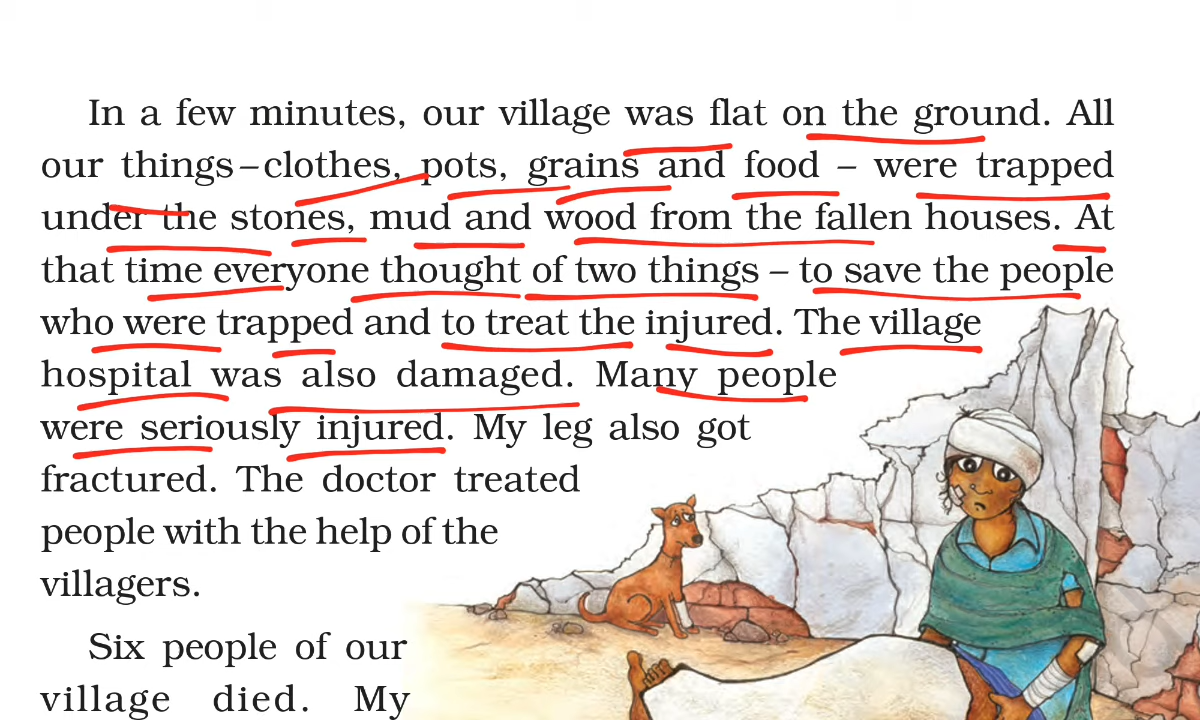 In a few minutes, our village was flat on the ground. All
our things–clothes, pots, grains and food – were trapped
under the stones, mud and wood from the fallen houses. At
that time everyone thought of two things – to save the people
who were trapped and to treat the injured. The village
hospital was also damaged. Many people
were seriously injured. My leg also got
fractured. The doctor treated
people with the help of the
villagers.
Six people of our
village died. My